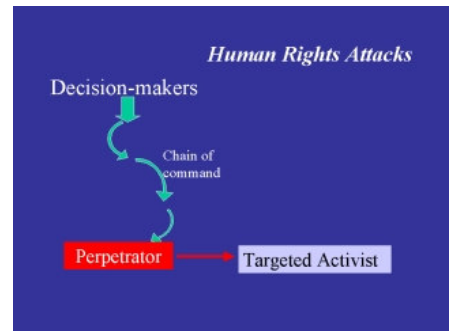 Human Rights Attacks
Decision-makers
Chain of
command
Perpetrator
Targeted Activist